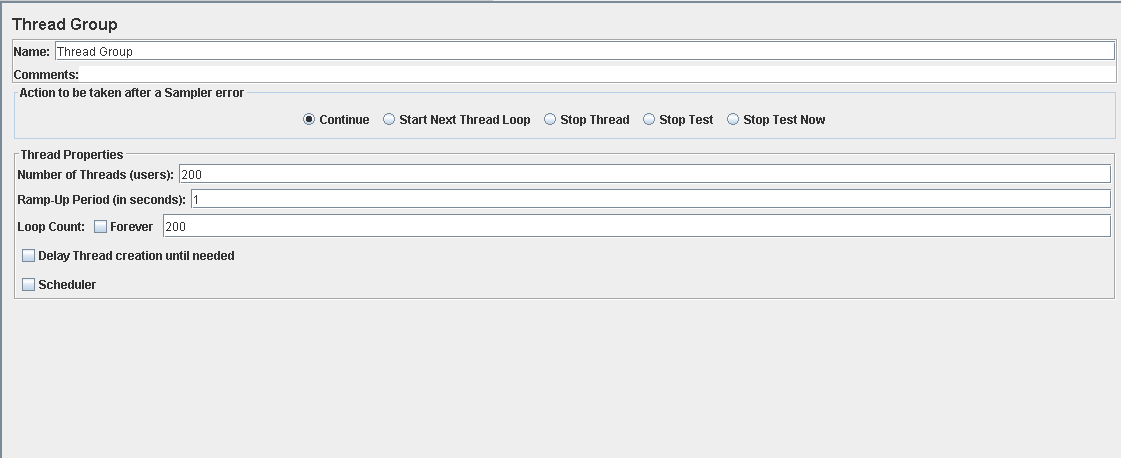 Thread Group
Name: Thread Group
Comments:
Action to be taken after a Sampler error
Continue Start Next Thread Loop Stop Thread Stop Test Stop Test Now
Thread Properties
Number of Threads (users): 200
Ramp-Up Period (in seconds): 1
Loop Count: Forever 200
Delay Thread creation until needed
Scheduler